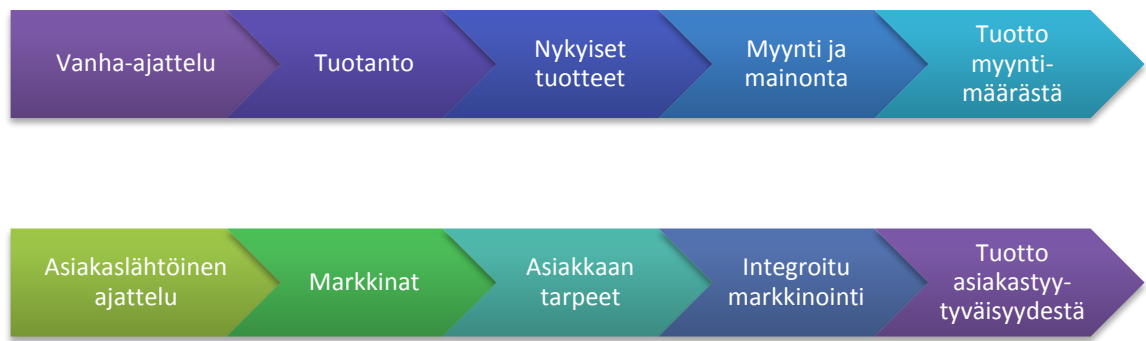 Vanha-ajattelu
Tuotanto
Nykyiset
tuotteet
Myynti ja
mainonta
Tuotto
myynti-
määrästä
Asiakaslähtöinen
ajattelu
Markkinat
Asiakkaan
tarpeet
Integroitu
markkinointi
Tuotto
asiakastyy-
tyväisyydestä